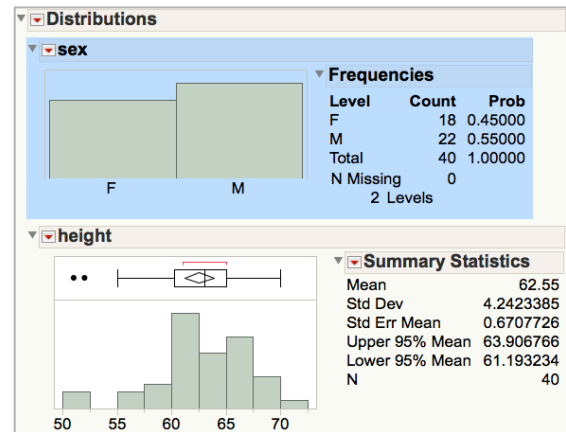 Distributions
sex
F M
Frequencies
Level Count Prob
F 18 0.45000
M 22 0.55000
Total 40 1.00000
N Missing 0
2 Levels
height
50 55 60 65 70
Summary Statistics
Mean 62.55
Std Dev 4.2423385
Std Err Mean 0.6707726
Upper 95% Mean 63.906766
Lower 95% Mean 61.193234
N 40